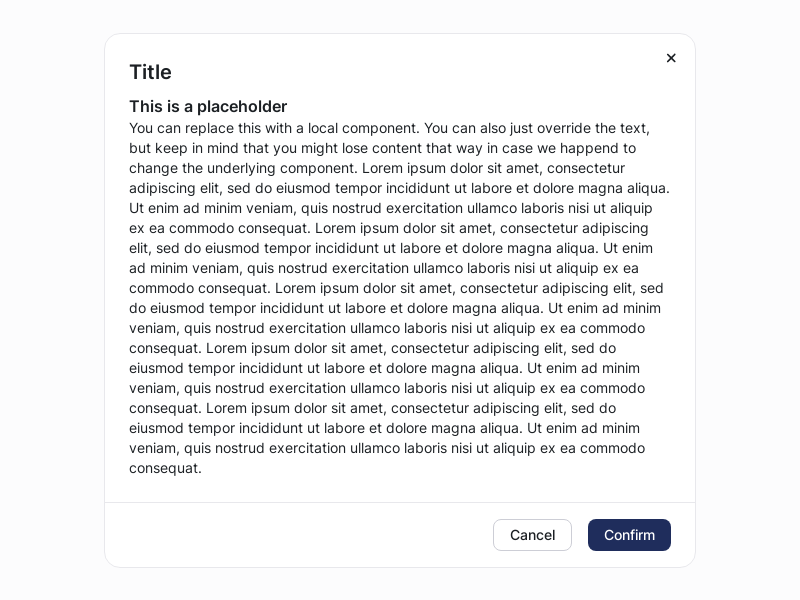 Title
This is a placeholder
You can replace this with a local component. You can also just override the text,
but keep in mind that you might lose content that way in case we happend to
change the underlying component. Lorem ipsum dolor sit amet, consectetur
adipiscing elit, sed do eiusmod tempor incididunt ut labore et dolore magna aliqua.
Ut enim ad minim veniam, quis nostrud exercitation ullamco laboris nisi ut aliquip
ex ea commodo consequat. Lorem ipsum dolor sit amet, consectetur adipiscing
elit, sed do eiusmod tempor incididunt ut labore et dolore magna aliqua. Ut enim
ad minim veniam, quis nostrud exercitation ullamco laboris nisi ut aliquip ex ea
commodo consequat. Lorem ipsum dolor sit amet, consectetur adipiscing elit, sed
do eiusmod tempor incididunt ut labore et dolore magna aliqua. Ut enim ad minim
veniam, quis nostrud exercitation ullamco laboris nisi ut aliquip ex ea commodo
consequat. Lorem ipsum dolor sit amet, consectetur adipiscing elit, sed do
eiusmod tempor incididunt ut labore et dolore magna aliqua. Ut enim ad minim
veniam, quis nostrud exercitation ullamco laboris nisi ut aliquip ex ea commodo
consequat. Lorem ipsum dolor sit amet, consectetur adipiscing elit, sed do
eiusmod tempor incididunt ut labore et dolore magna aliqua. Ut enim ad minim
veniam, quis nostrud exercitation ullamco laboris nisi ut aliquip ex ea commodo
consequat.
Cancel
Confirm